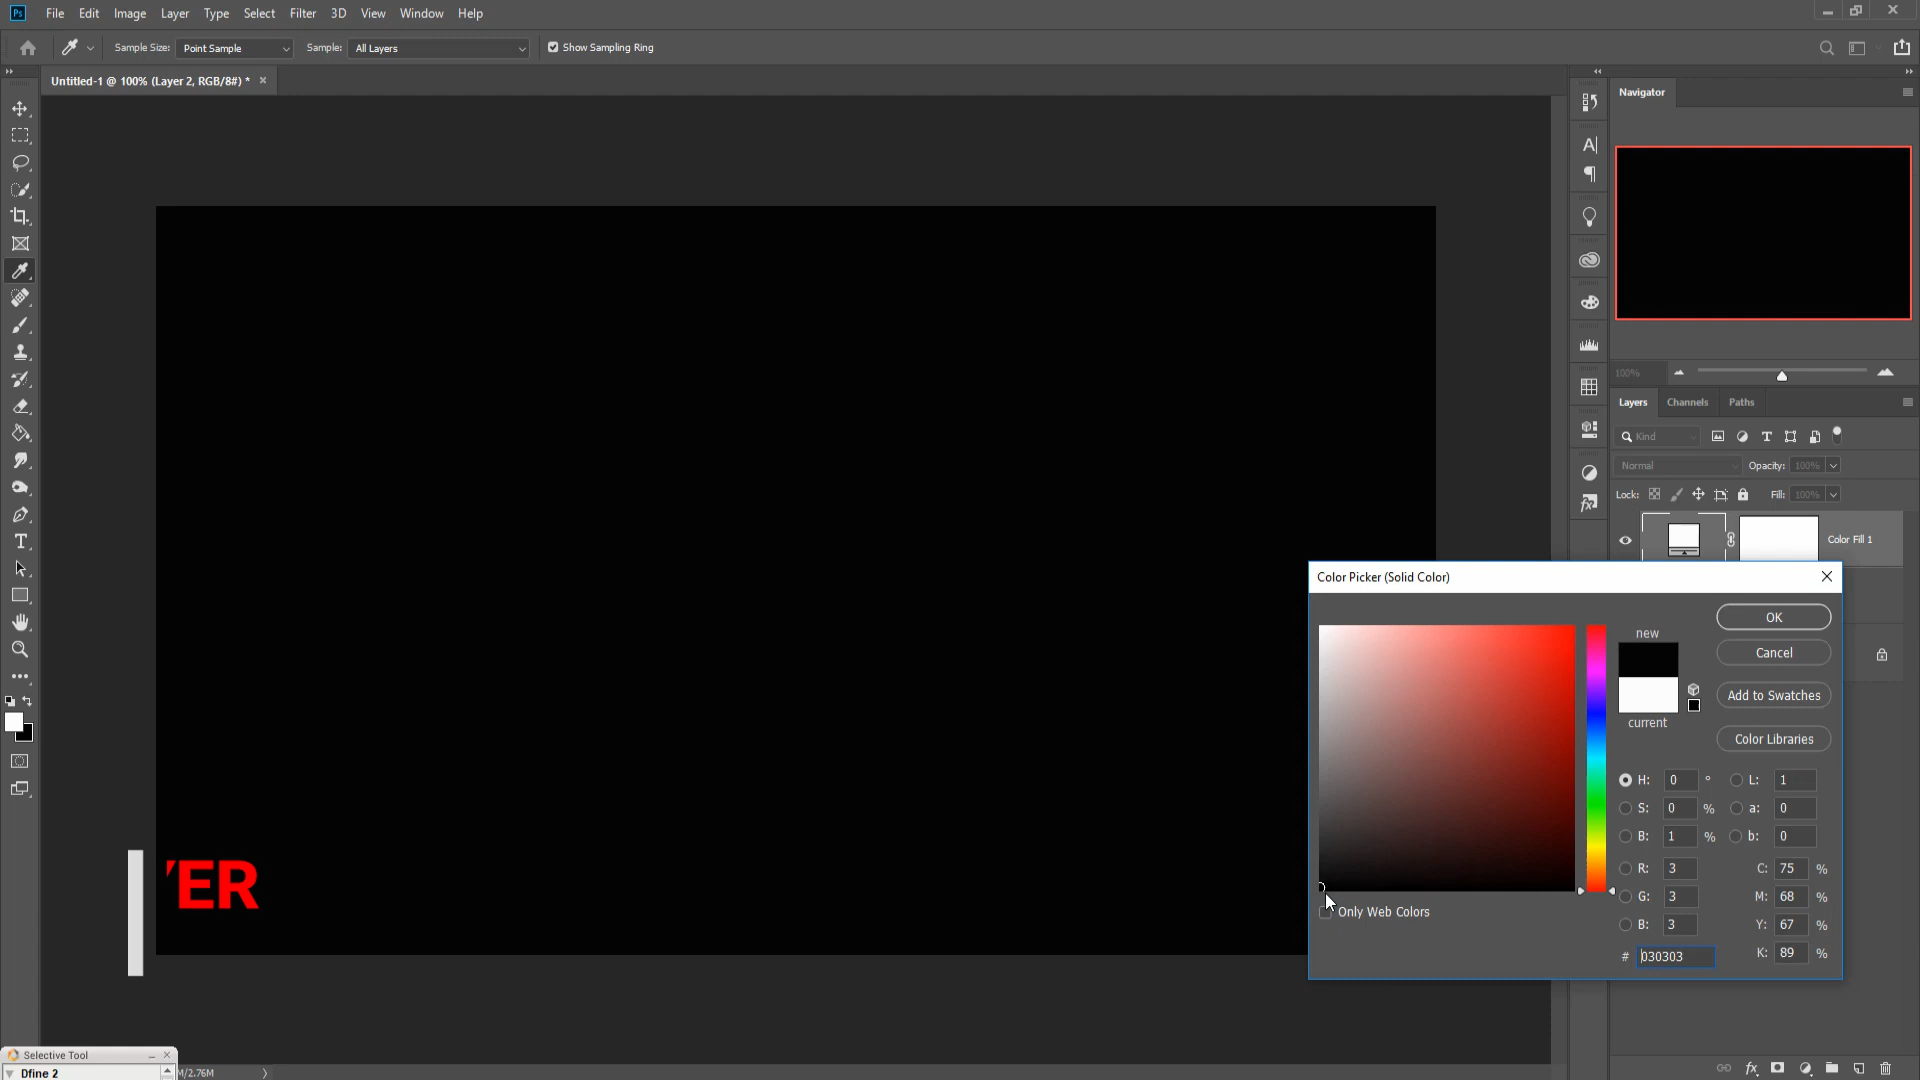 Ps File Edit Image Layer Type Select Filter 3D View Window Help
Sample Size: Point Sample Sample: All Layers Show Sampling Ring
Untitled-1 @ 100% (Layer 2, RGB/8#) *
Navigator
100%
Layers Channels Paths
Kind
Normal Opacity: 100%
Lock: Fill: 100%
Color Fill 1
Color Picker (Solid Color)
OK
new
Cancel
Add to Swatches
current
Color Libraries
H: 0 ° L: 1
S: 0 % a: 0
B: 1 % b: 0
R: 3 C: 75 %
G: 3 M: 68 %
B: 3 Y: 67 %
# 030303 K: 89 %
Only Web Colors
YER
Selective Tool
Dfine 2
M/2.76M